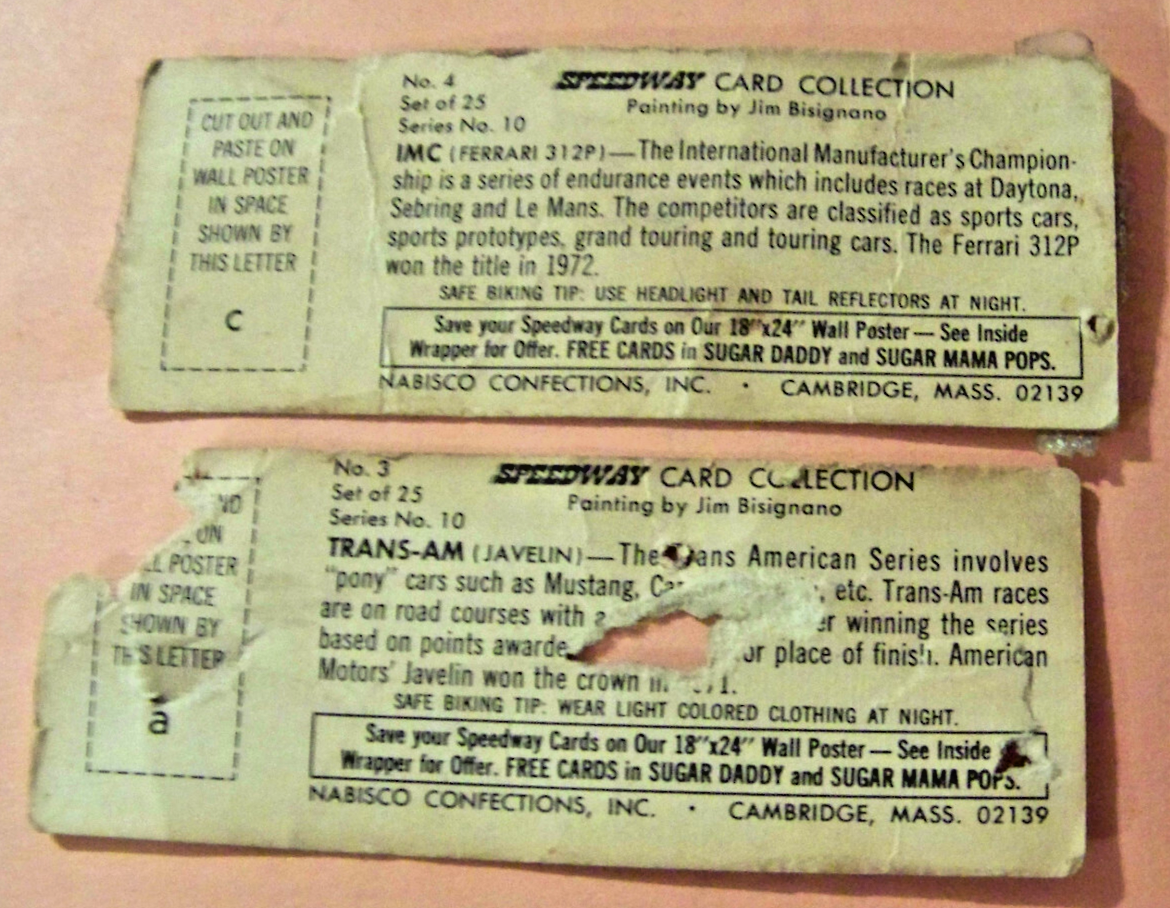 No. 4
Set of 25
Series No. 10
SPEEDWAY CARD COLLECTION
Painting by Jim Bisignano
IMC (FERRARI 312P)—The International Manufacturer's Champion-
ship is a series of endurance events which includes races at Daytona,
Sebring and Le Mans. The competitors are classified as sports cars,
sports prototypes, grand touring and touring cars. The Ferrari 312P
won the title in 1972.
SAFE BIKING TIP: USE HEADLIGHT AND TAIL REFLECTORS AT NIGHT.
Save your Speedway Cards on Our 18"x24" Wall Poster — See Inside
Wrapper for Offer. FREE CARDS in SUGAR DADDY and SUGAR MAMA POPS.
NABISCO CONFECTIONS, INC. • CAMBRIDGE, MASS. 02139
CUT OUT AND
PASTE ON
WALL POSTER
IN SPACE
SHOWN BY
THIS LETTER
C
No. 3
Set of 25
Series No. 10
SPEEDWAY CARD COLLECTION
Painting by Jim Bisignano
TRANS-AM (JAVELIN)—The Trans American Series involves
"pony" cars such as Mustang, etc. Trans-Am races
are on road courses with winning the series
based on points or place of finish. American
Motors' Javelin won the crown
SAFE BIKING TIP: WEAR LIGHT COLORED CLOTHING AT NIGHT.
Save your Speedway Cards on Our 18"x24" Wall Poster — See Inside
Wrapper for Offer. FREE CARDS in SUGAR DADDY and SUGAR MAMA POPS.
NABISCO CONFECTIONS, INC. • CAMBRIDGE, MASS. 02139
ON
POSTER
IN SPACE
SHOWN BY
THIS LETTER
a